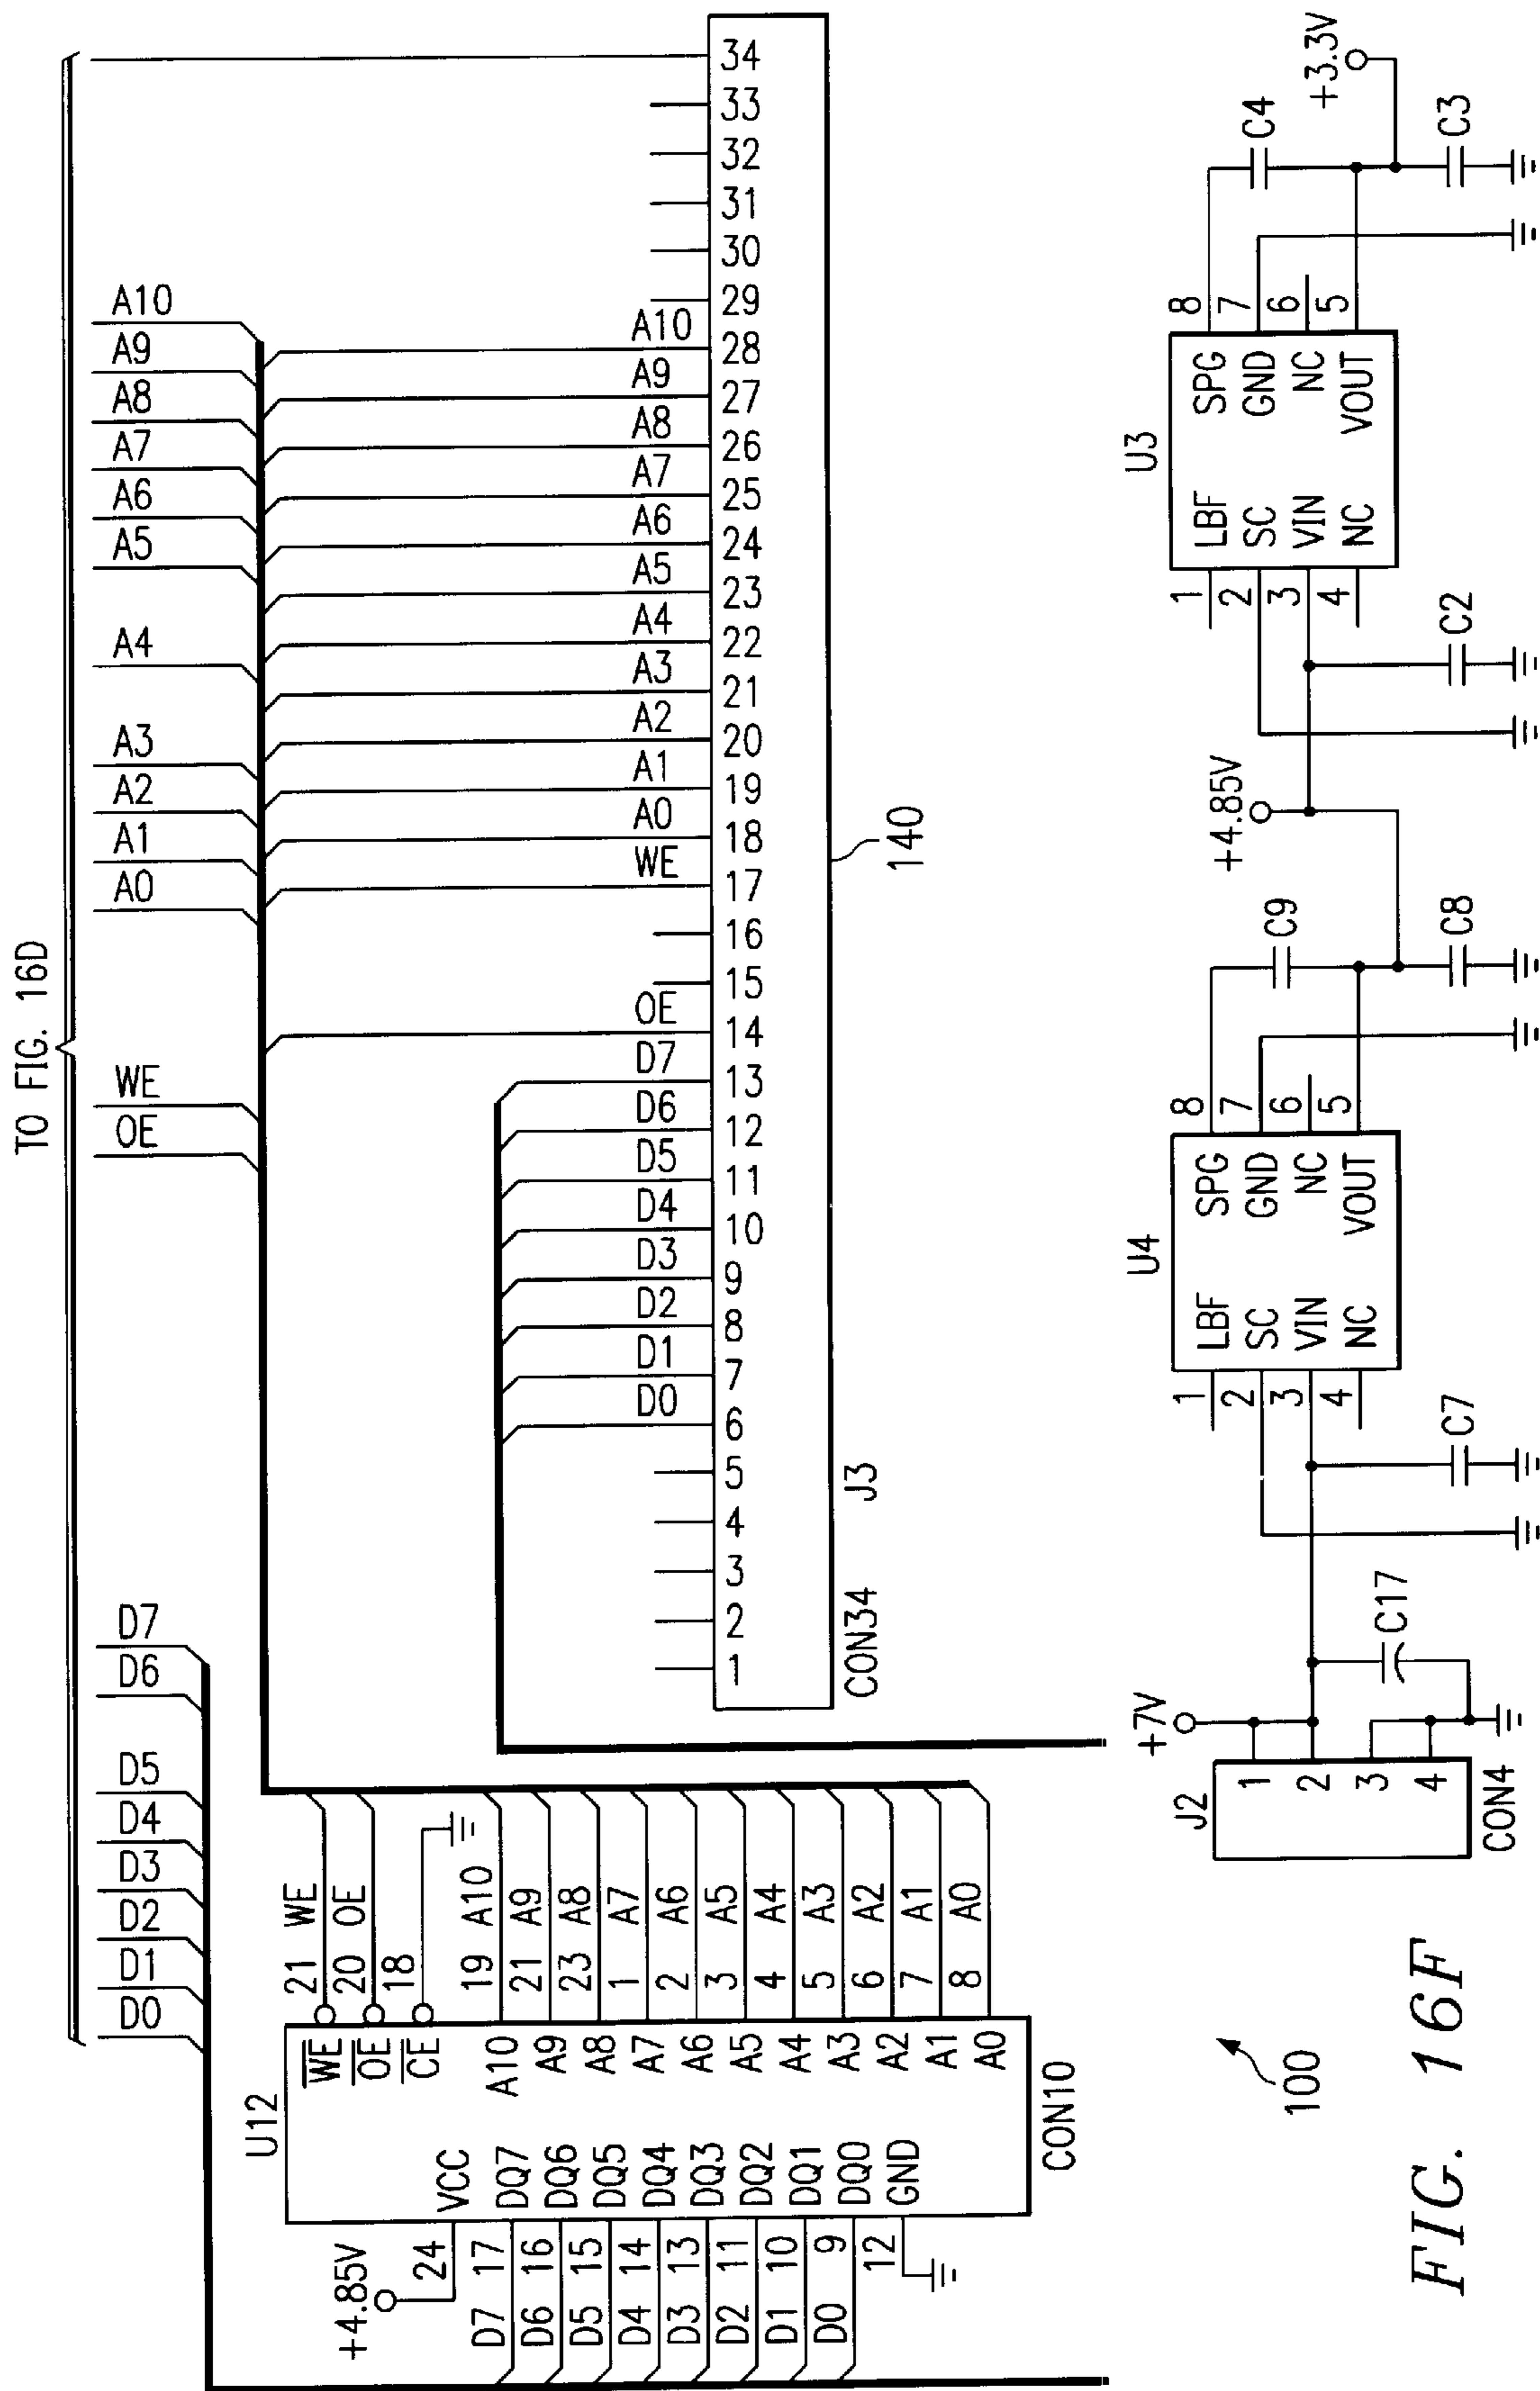 TO FIG. 16D
D0 D1 D2 D3 D4 D5 D6 D7 OE WE A0 A1 A2 A3 A4 A5 A6 A7 A8 A9 A10
U12
+4.85V
24 VCC
WE 21 WE
OE 20 OE
CE 18
D7 17 DQ7
D6 16 DQ6
D5 15 DQ5
D4 14 DQ4
D3 13 DQ3
D2 11 DQ2
D1 10 DQ1
D0 9 DQ0
12 GND
A10 19 A10
A9 21 A9
A8 23 A8
A7 1 A7
A6 2 A6
A5 3 A5
A4 4 A4
A3 5 A3
A2 6 A2
A1 7 A1
A0 8 A0
CON10
D0 D1 D2 D3 D4 D5 D6 D7 OE WE A0 A1 A2 A3 A4 A5 A6 A7 A8 A9 A10
1 2 3 4 5 6 7 8 9 10 11 12 13 14 15 16 17 18 19 20 21 22 23 24 25 26 27 28 29 30 31 32 33 34
CON34
J3
140
J2
+7V
1
2
3
4
CON4
C17
C7
U4
1 LBF SPG 8
2 SC GND 7
3 VIN NC 6
4 NC VOUT 5
C9
C8
+4.85V
C2
U3
1 LBF SPG 8
2 SC GND 7
3 VIN NC 6
4 NC VOUT 5
C4
C3
+3.3V
100
FIG. 16F